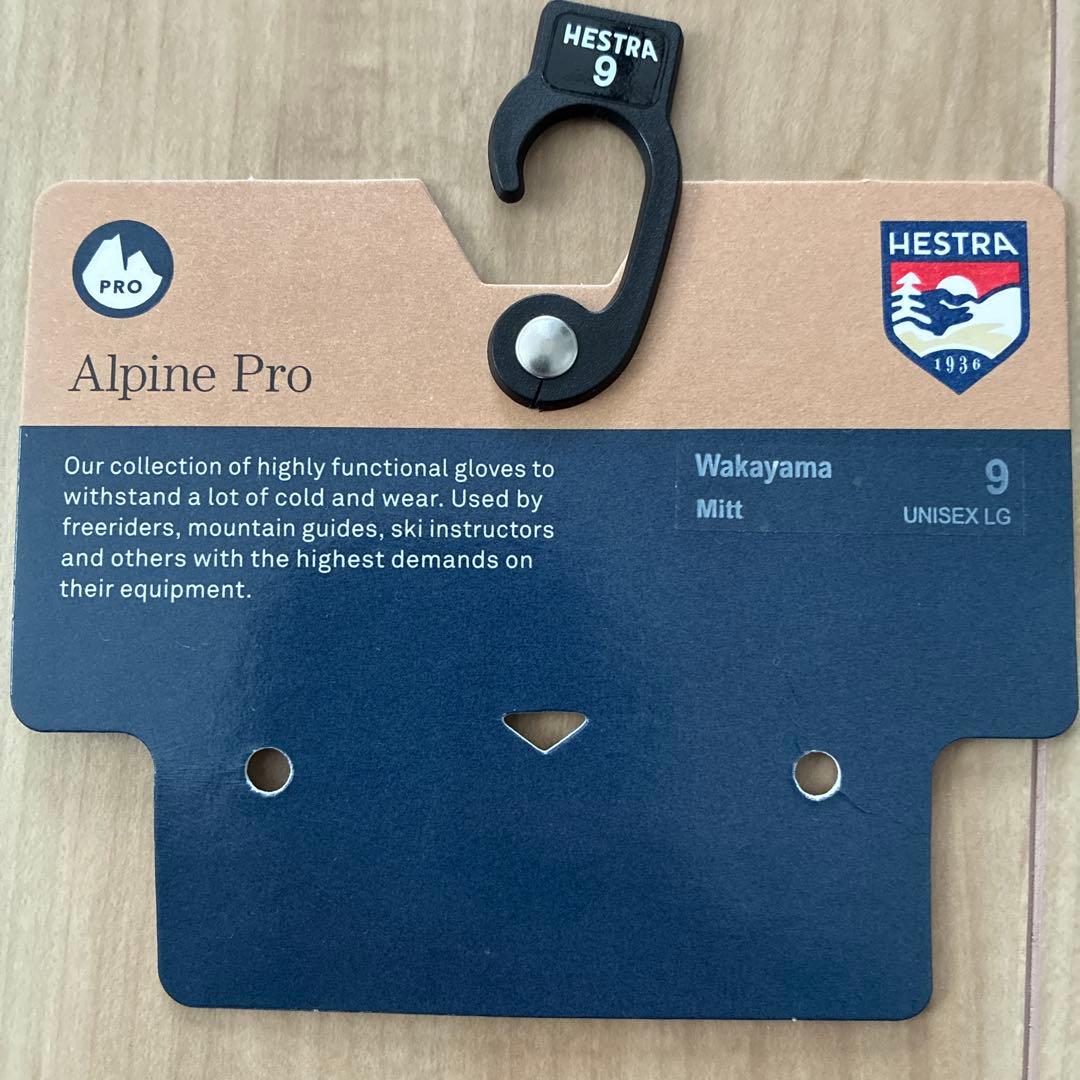 HESTRA
9
PRO
HESTRA
1936
Alpine Pro
Our collection of highly functional gloves to
withstand a lot of cold and wear. Used by
freeriders, mountain guides, ski instructors
and others with the highest demands on
their equipment.
Wakayama 9
Mitt UNISEX LG